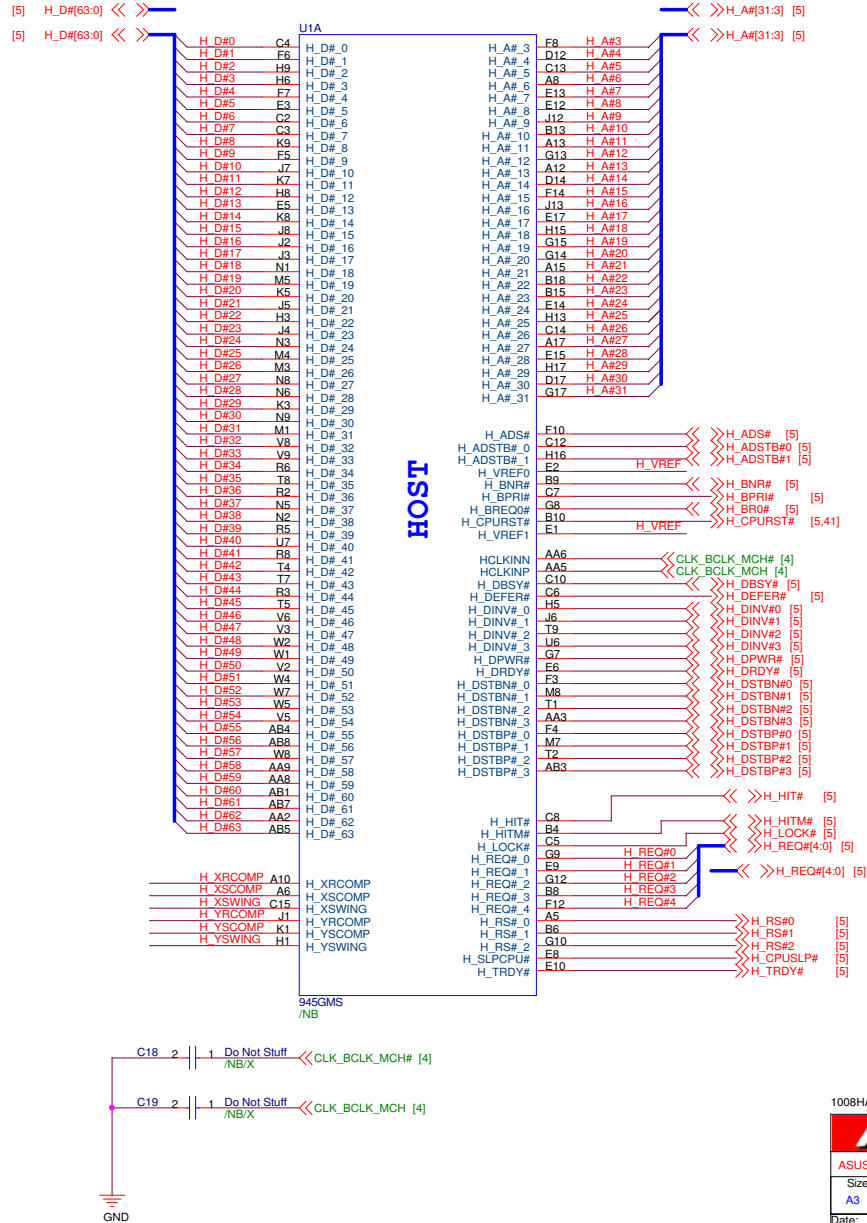 [5] H_D#[63:0]
[5] H_D#[63:0]
H_A#[31:3] [5]
H_A#[31:3] [5]
U1A
H_D#0 C4 H_D#_0
H_D#1 F6 H_D#_1
H_D#2 H9 H_D#_2
H_D#3 H6 H_D#_3
H_D#4 F7 H_D#_4
H_D#5 E3 H_D#_5
H_D#6 C2 H_D#_6
H_D#7 C3 H_D#_7
H_D#8 K9 H_D#_8
H_D#9 F5 H_D#_9
H_D#10 J7 H_D#_10
H_D#11 K7 H_D#_11
H_D#12 H8 H_D#_12
H_D#13 E5 H_D#_13
H_D#14 K8 H_D#_14
H_D#15 J8 H_D#_15
H_D#16 J2 H_D#_16
H_D#17 J3 H_D#_17
H_D#18 N1 H_D#_18
H_D#19 M5 H_D#_19
H_D#20 K5 H_D#_20
H_D#21 J5 H_D#_21
H_D#22 H3 H_D#_22
H_D#23 J4 H_D#_23
H_D#24 N3 H_D#_24
H_D#25 M4 H_D#_25
H_D#26 M3 H_D#_26
H_D#27 N8 H_D#_27
H_D#28 N6 H_D#_28
H_D#29 K3 H_D#_29
H_D#30 N9 H_D#_30
H_D#31 M1 H_D#_31
H_D#32 V8 H_D#_32
H_D#33 V9 H_D#_33
H_D#34 R6 H_D#_34
H_D#35 T8 H_D#_35
H_D#36 R2 H_D#_36
H_D#37 N5 H_D#_37
H_D#38 N2 H_D#_38
H_D#39 R5 H_D#_39
H_D#40 U7 H_D#_40
H_D#41 R8 H_D#_41
H_D#42 T4 H_D#_42
H_D#43 T7 H_D#_43
H_D#44 R3 H_D#_44
H_D#45 T5 H_D#_45
H_D#46 V6 H_D#_46
H_D#47 V3 H_D#_47
H_D#48 W2 H_D#_48
H_D#49 W1 H_D#_49
H_D#50 V2 H_D#_50
H_D#51 W4 H_D#_51
H_D#52 W7 H_D#_52
H_D#53 W5 H_D#_53
H_D#54 V5 H_D#_54
H_D#55 AB4 H_D#_55
H_D#56 AB8 H_D#_56
H_D#57 W8 H_D#_57
H_D#58 AA9 H_D#_58
H_D#59 AA8 H_D#_59
H_D#60 AB1 H_D#_60
H_D#61 AB7 H_D#_61
H_D#62 AA2 H_D#_62
H_D#63 AB5 H_D#_63
H_XRCOMP A10 H_XRCOMP
H_XSCOMP A6 H_XSCOMP
H_XSWING C15 H_XSWING
H_YRCOMP J1 H_YRCOMP
H_YSCOMP K1 H_YSCOMP
H_YSWING H1 H_YSWING
HOST
H_A#_3 F8 H_A#3
H_A#_4 D12 H_A#4
H_A#_5 C13 H_A#5
H_A#_6 A8 H_A#6
H_A#_7 E13 H_A#7
H_A#_8 E12 H_A#8
H_A#_9 J12 H_A#9
H_A#_10 B13 H_A#10
H_A#_11 A13 H_A#11
H_A#_12 G13 H_A#12
H_A#_13 A12 H_A#13
H_A#_14 D14 H_A#14
H_A#_15 F14 H_A#15
H_A#_16 J13 H_A#16
H_A#_17 E17 H_A#17
H_A#_18 H15 H_A#18
H_A#_19 G15 H_A#19
H_A#_20 G14 H_A#20
H_A#_21 A15 H_A#21
H_A#_22 B18 H_A#22
H_A#_23 B15 H_A#23
H_A#_24 E14 H_A#24
H_A#_25 H13 H_A#25
H_A#_26 C14 H_A#26
H_A#_27 A17 H_A#27
H_A#_28 E15 H_A#28
H_A#_29 H17 H_A#29
H_A#_30 D17 H_A#30
H_A#_31 G17 H_A#31
H_ADS# F10 H_ADS# [5]
H_ADSTB#_0 C12 H_ADSTB#0 [5]
H_ADSTB#_1 H16 H_ADSTB#1 [5]
H_VREF0 E2 H_VREF
H_BNR# B9 H_BNR# [5]
H_BPRI# C7 H_BPRI# [5]
H_BREQ0# G8 H_BR0# [5]
H_CPURST# B10 H_CPURST# [5,41]
H_VREF1 E1 H_VREF
HCLKINN AA6 CLK_BCLK_MCH# [4]
HCLKINP AA5 CLK_BCLK_MCH [4]
H_DBSY# C10 H_DBSY# [5]
H_DEFER# C6 H_DEFER# [5]
H_DINV#_0 H5 H_DINV#0 [5]
H_DINV#_1 J6 H_DINV#1 [5]
H_DINV#_2 T9 H_DINV#2 [5]
H_DINV#_3 U6 H_DINV#3 [5]
H_DPWR# G7 H_DPWR# [5]
H_DRDY# E6 H_DRDY# [5]
H_DSTBN#_0 F3 H_DSTBN#0 [5]
H_DSTBN#_1 M8 H_DSTBN#1 [5]
H_DSTBN#_2 T1 H_DSTBN#2 [5]
H_DSTBN#_3 AA3 H_DSTBN#3 [5]
H_DSTBP#_0 F4 H_DSTBP#0 [5]
H_DSTBP#_1 M7 H_DSTBP#1 [5]
H_DSTBP#_2 T2 H_DSTBP#2 [5]
H_DSTBP#_3 AB3 H_DSTBP#3 [5]
H_HIT# C8 H_HIT# [5]
H_HITM# B4 H_HITM# [5]
H_LOCK# C5 H_LOCK# [5]
H_REQ#[4:0] [5]
H_REQ#_0 G9 H_REQ#0
H_REQ#_1 E9 H_REQ#1
H_REQ#[4:0] [5]
H_REQ#_2 G12 H_REQ#2
H_REQ#_3 B8 H_REQ#3
H_REQ#_4 F12 H_REQ#4
H_RS#_0 A5 H_RS#0 [5]
H_RS#_1 B6 H_RS#1 [5]
H_RS#_2 G10 H_RS#2 [5]
H_SLPCPU# E8 H_CPUSLP# [5]
H_TRDY# E10 H_TRDY# [5]
945GMS
/NB
C18 2 1 Do Not Stuff CLK_BCLK_MCH# [4]
/NB/X
C19 2 1 Do Not Stuff CLK_BCLK_MCH [4]
/NB/X
GND
1008HA
ASUS
Size
A3
Date: